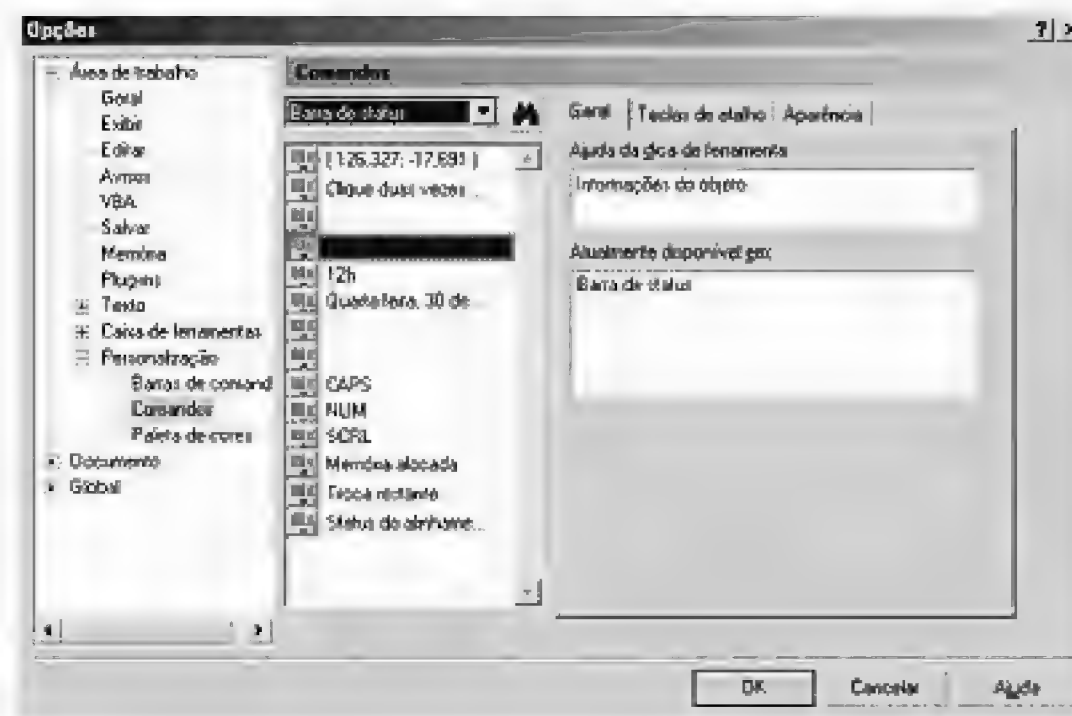 Opções
Área de trabalho
Geral
Exibir
Editar
Avisos
VBA
Salvar
Memória
Plugins
Texto
Caixa de ferramentas
Personalização
Barras de comand
Comandos
Paleta de cores
Documento
Global
Comandos
Barra de status
( 126,327; -17,691 )
Clique duas vezes ...
12h
Quarta-feira, 30 de ...
CAPS
NUM
SCRL
Memória alocada
Troca restante
Status do alinhame...
Geral
Teclas de atalho
Aparência
Ajuda da dica de ferramenta
Informações do objeto
Atualmente disponível em:
Barra de status
OK
Cancelar
Ajuda